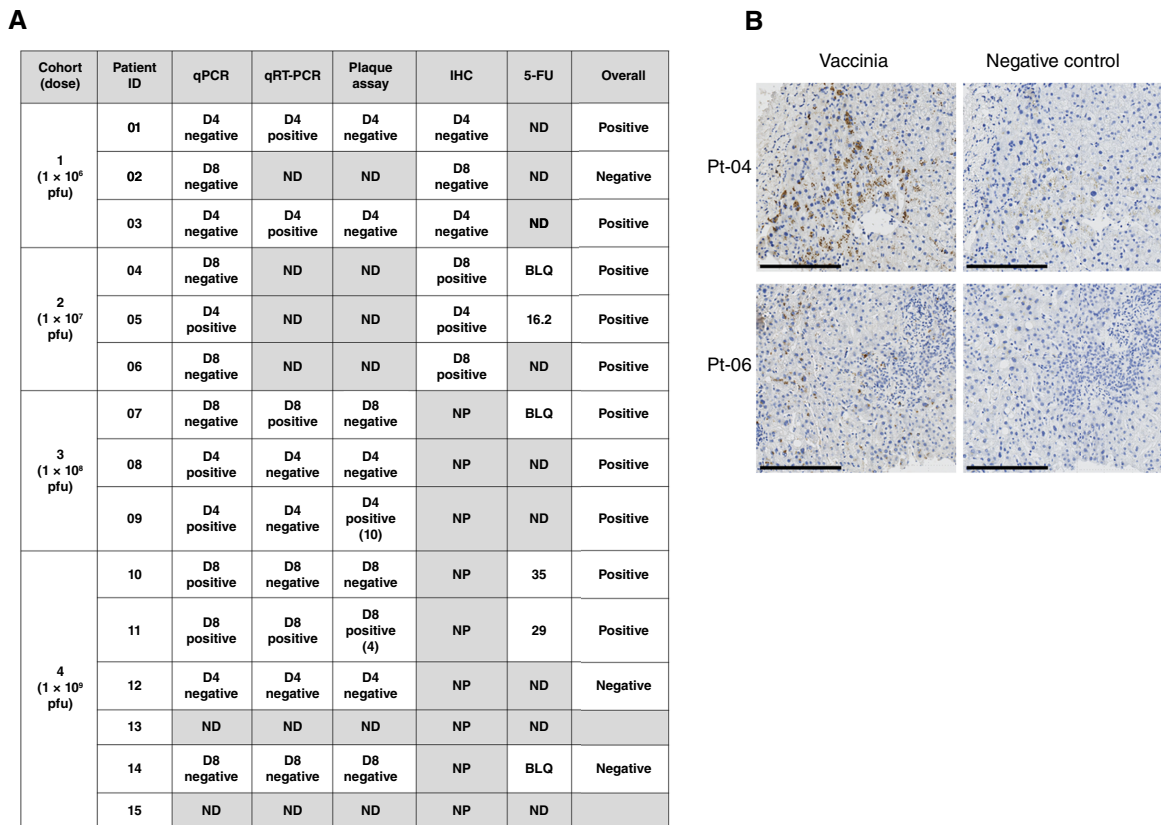 A
Cohort (dose) Patient ID qPCR qRT-PCR Plaque assay IHC 5-FU Overall
1 (1 × 10⁶ pfu)
01 D4 negative D4 positive D4 negative D4 negative ND Positive
02 D8 negative ND ND D8 negative ND Negative
03 D4 negative D4 positive D4 negative D4 negative ND Positive
2 (1 × 10⁷ pfu)
04 D8 negative ND ND D8 positive BLQ Positive
05 D4 positive ND ND D4 positive 16.2 Positive
06 D8 negative ND ND D8 positive ND Positive
3 (1 × 10⁸ pfu)
07 D8 negative D8 positive D8 negative NP BLQ Positive
08 D4 positive D4 negative D4 negative NP ND Positive
09 D4 positive D4 negative D4 positive (10) NP ND Positive
4 (1 × 10⁹ pfu)
10 D8 positive D8 negative D8 negative NP 35 Positive
11 D8 positive D8 positive D8 positive (4) NP 29 Positive
12 D4 negative D4 negative D4 negative NP ND Negative
13 ND ND ND NP ND
14 D8 negative D8 negative D8 negative NP BLQ Negative
15 ND ND ND NP ND
B
Vaccinia Negative control
Pt-04
Pt-06